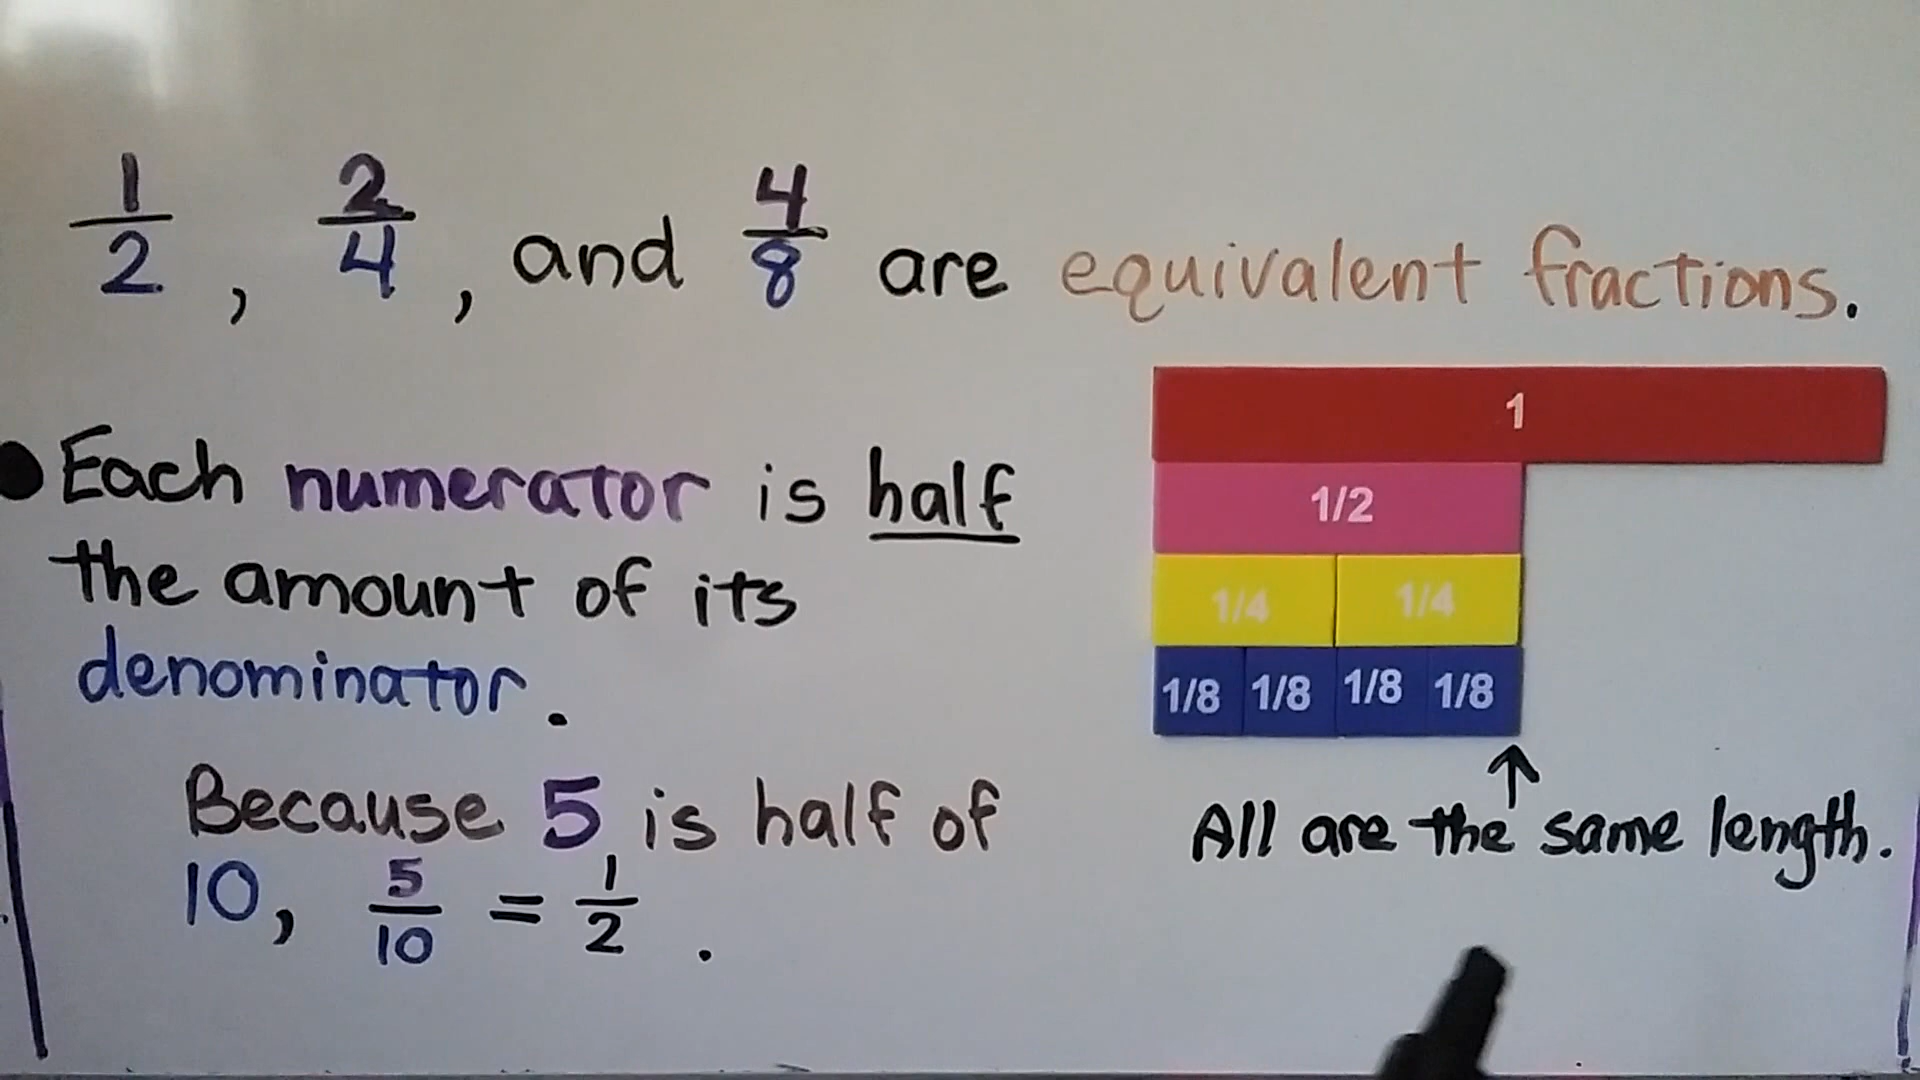 1/2, 2/4, and 4/8 are equivalent fractions.
• Each numerator is half
the amount of its
denominator.
Because 5 is half of
10, 5/10 = 1/2.
1
1/2
1/4 1/4
1/8 1/8 1/8 1/8
↑
All are the same length.